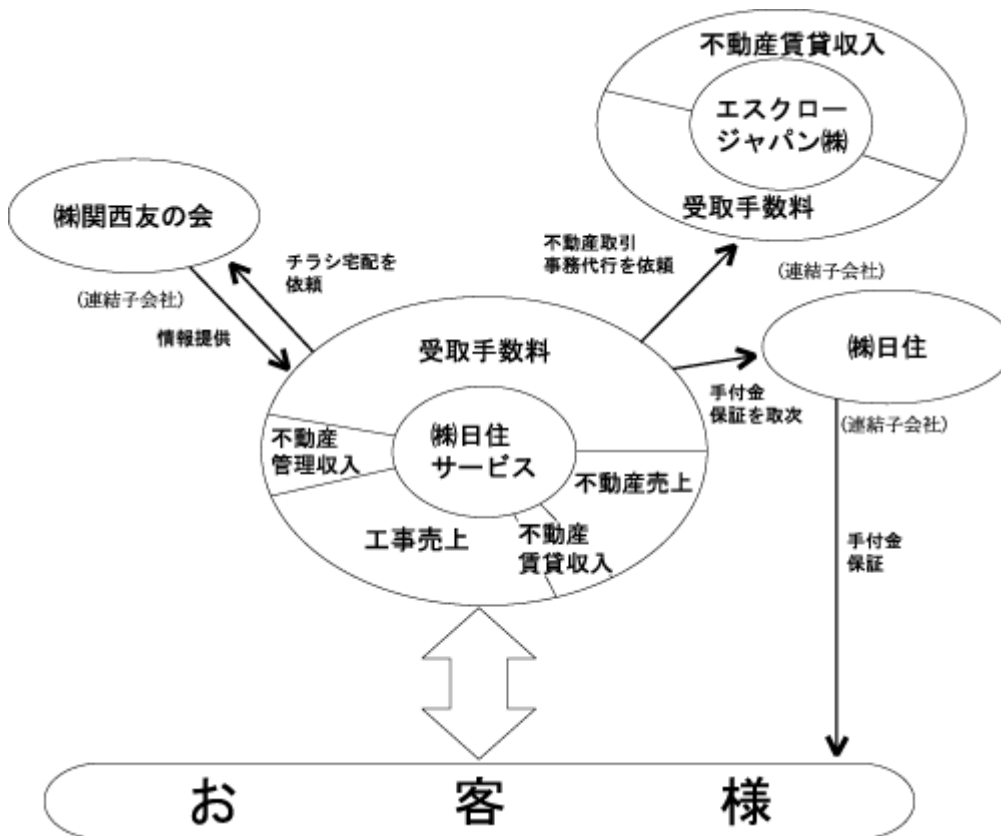 不動産賃貸収入
エスクロー
ジャパン㈱
受取手数料
(連結子会社)
㈱関西友の会
(連結子会社)
チラシ宅配を
依頼
情報提供
不動産取引
事務代行を依頼
㈱日住
(連結子会社)
手付金
保証を取次
手付金
保証
受取手数料
㈱日住
サービス
不動産
管理収入
不動産売上
工事売上
不動産
賃貸収入
お客様